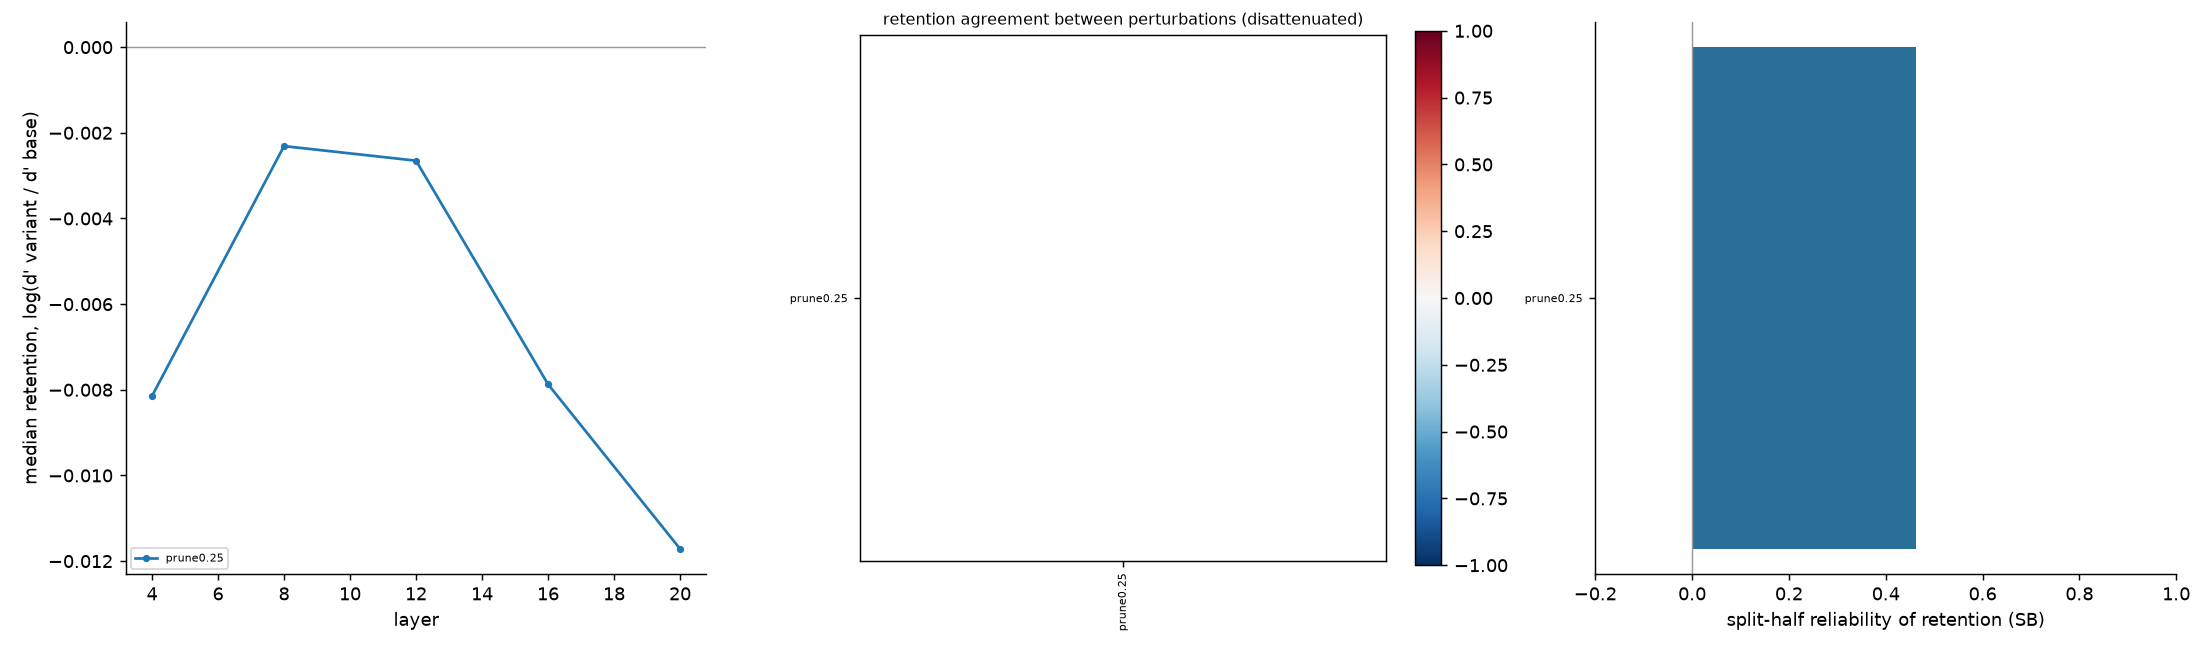 0.000
−0.002
−0.004
−0.006
−0.008
−0.010
−0.012
median retention, log(d' variant / d' base)
prune0.25
4 6 8 10 12 14 16 18 20
layer
retention agreement between perturbations (disattenuated)
prune0.25
prune0.25
1.00
0.75
0.50
0.25
0.00
−0.25
−0.50
−0.75
−1.00
prune0.25
−0.2 0.0 0.2 0.4 0.6 0.8 1.0
split-half reliability of retention (SB)